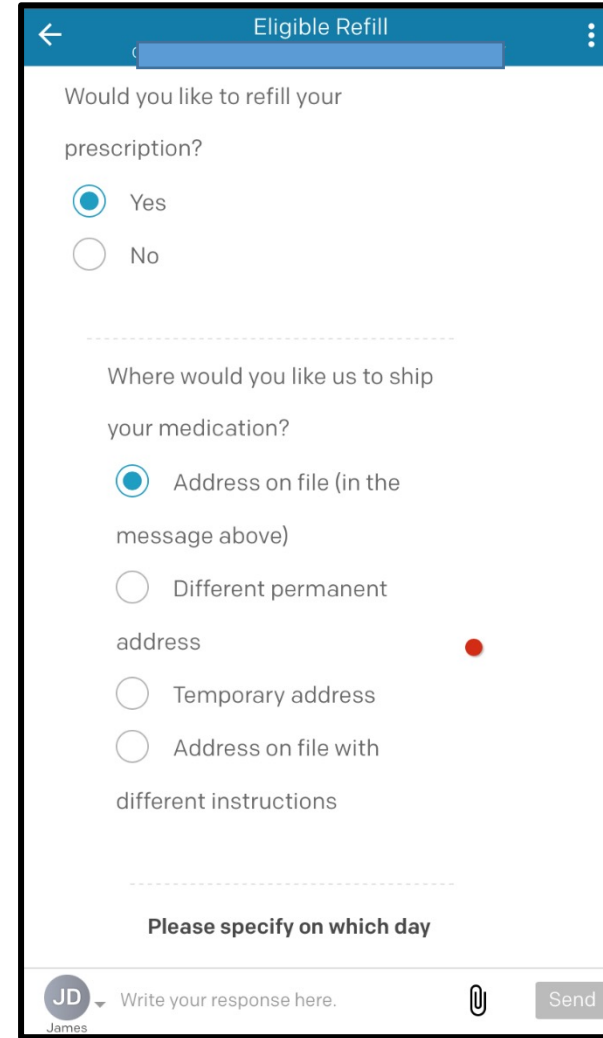 Eligible Refill
Would you like to refill your
prescription?
Yes
No
Where would you like us to ship
your medication?
Address on file (in the
message above)
Different permanent
address
Temporary address
Address on file with
different instructions
Please specify on which day
JD
Write your response here.
Send
James